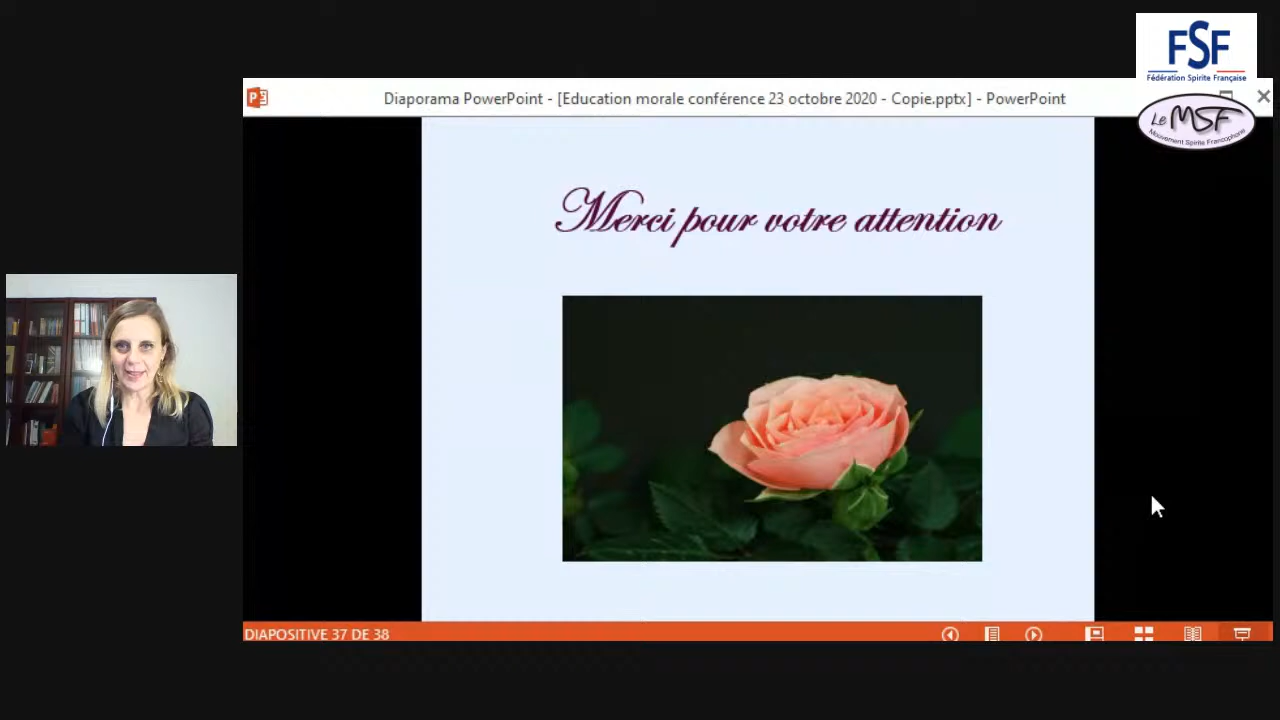 FSF
Fédération Spirite Française
Diaporama PowerPoint - [Education morale conférence 23 octobre 2020 - Copie.pptx] - PowerPoint
Le MSF
Mouvement Spirite Francophone
Merci pour votre attention
DIAPOSITIVE 37 DE 38